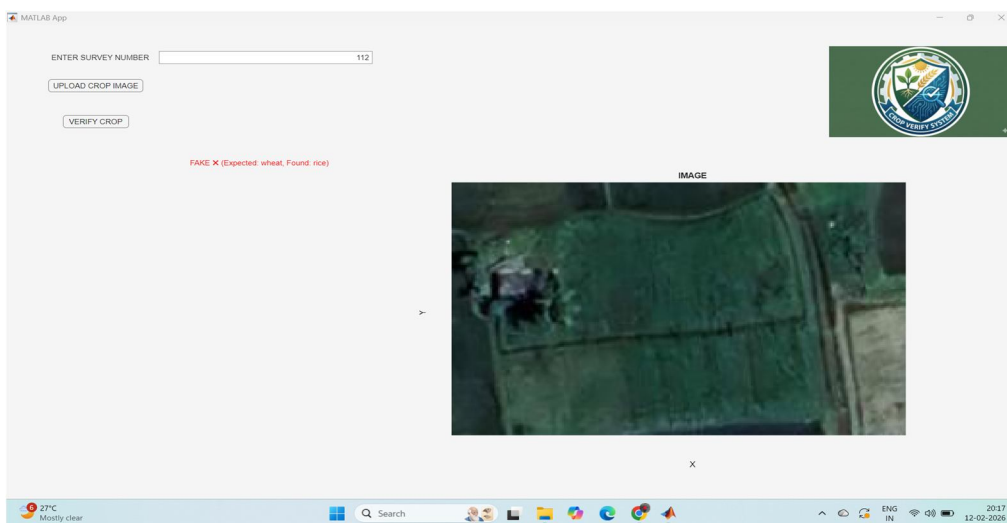 MATLAB App
ENTER SURVEY NUMBER 112
UPLOAD CROP IMAGE
VERIFY CROP
CROP VERIFY SYSTEM
FAKE ❌ (Expected: wheat, Found: rice)
IMAGE
Y
X
6
27°C
Mostly clear
Search
ENG
IN
20:17
12-02-2026